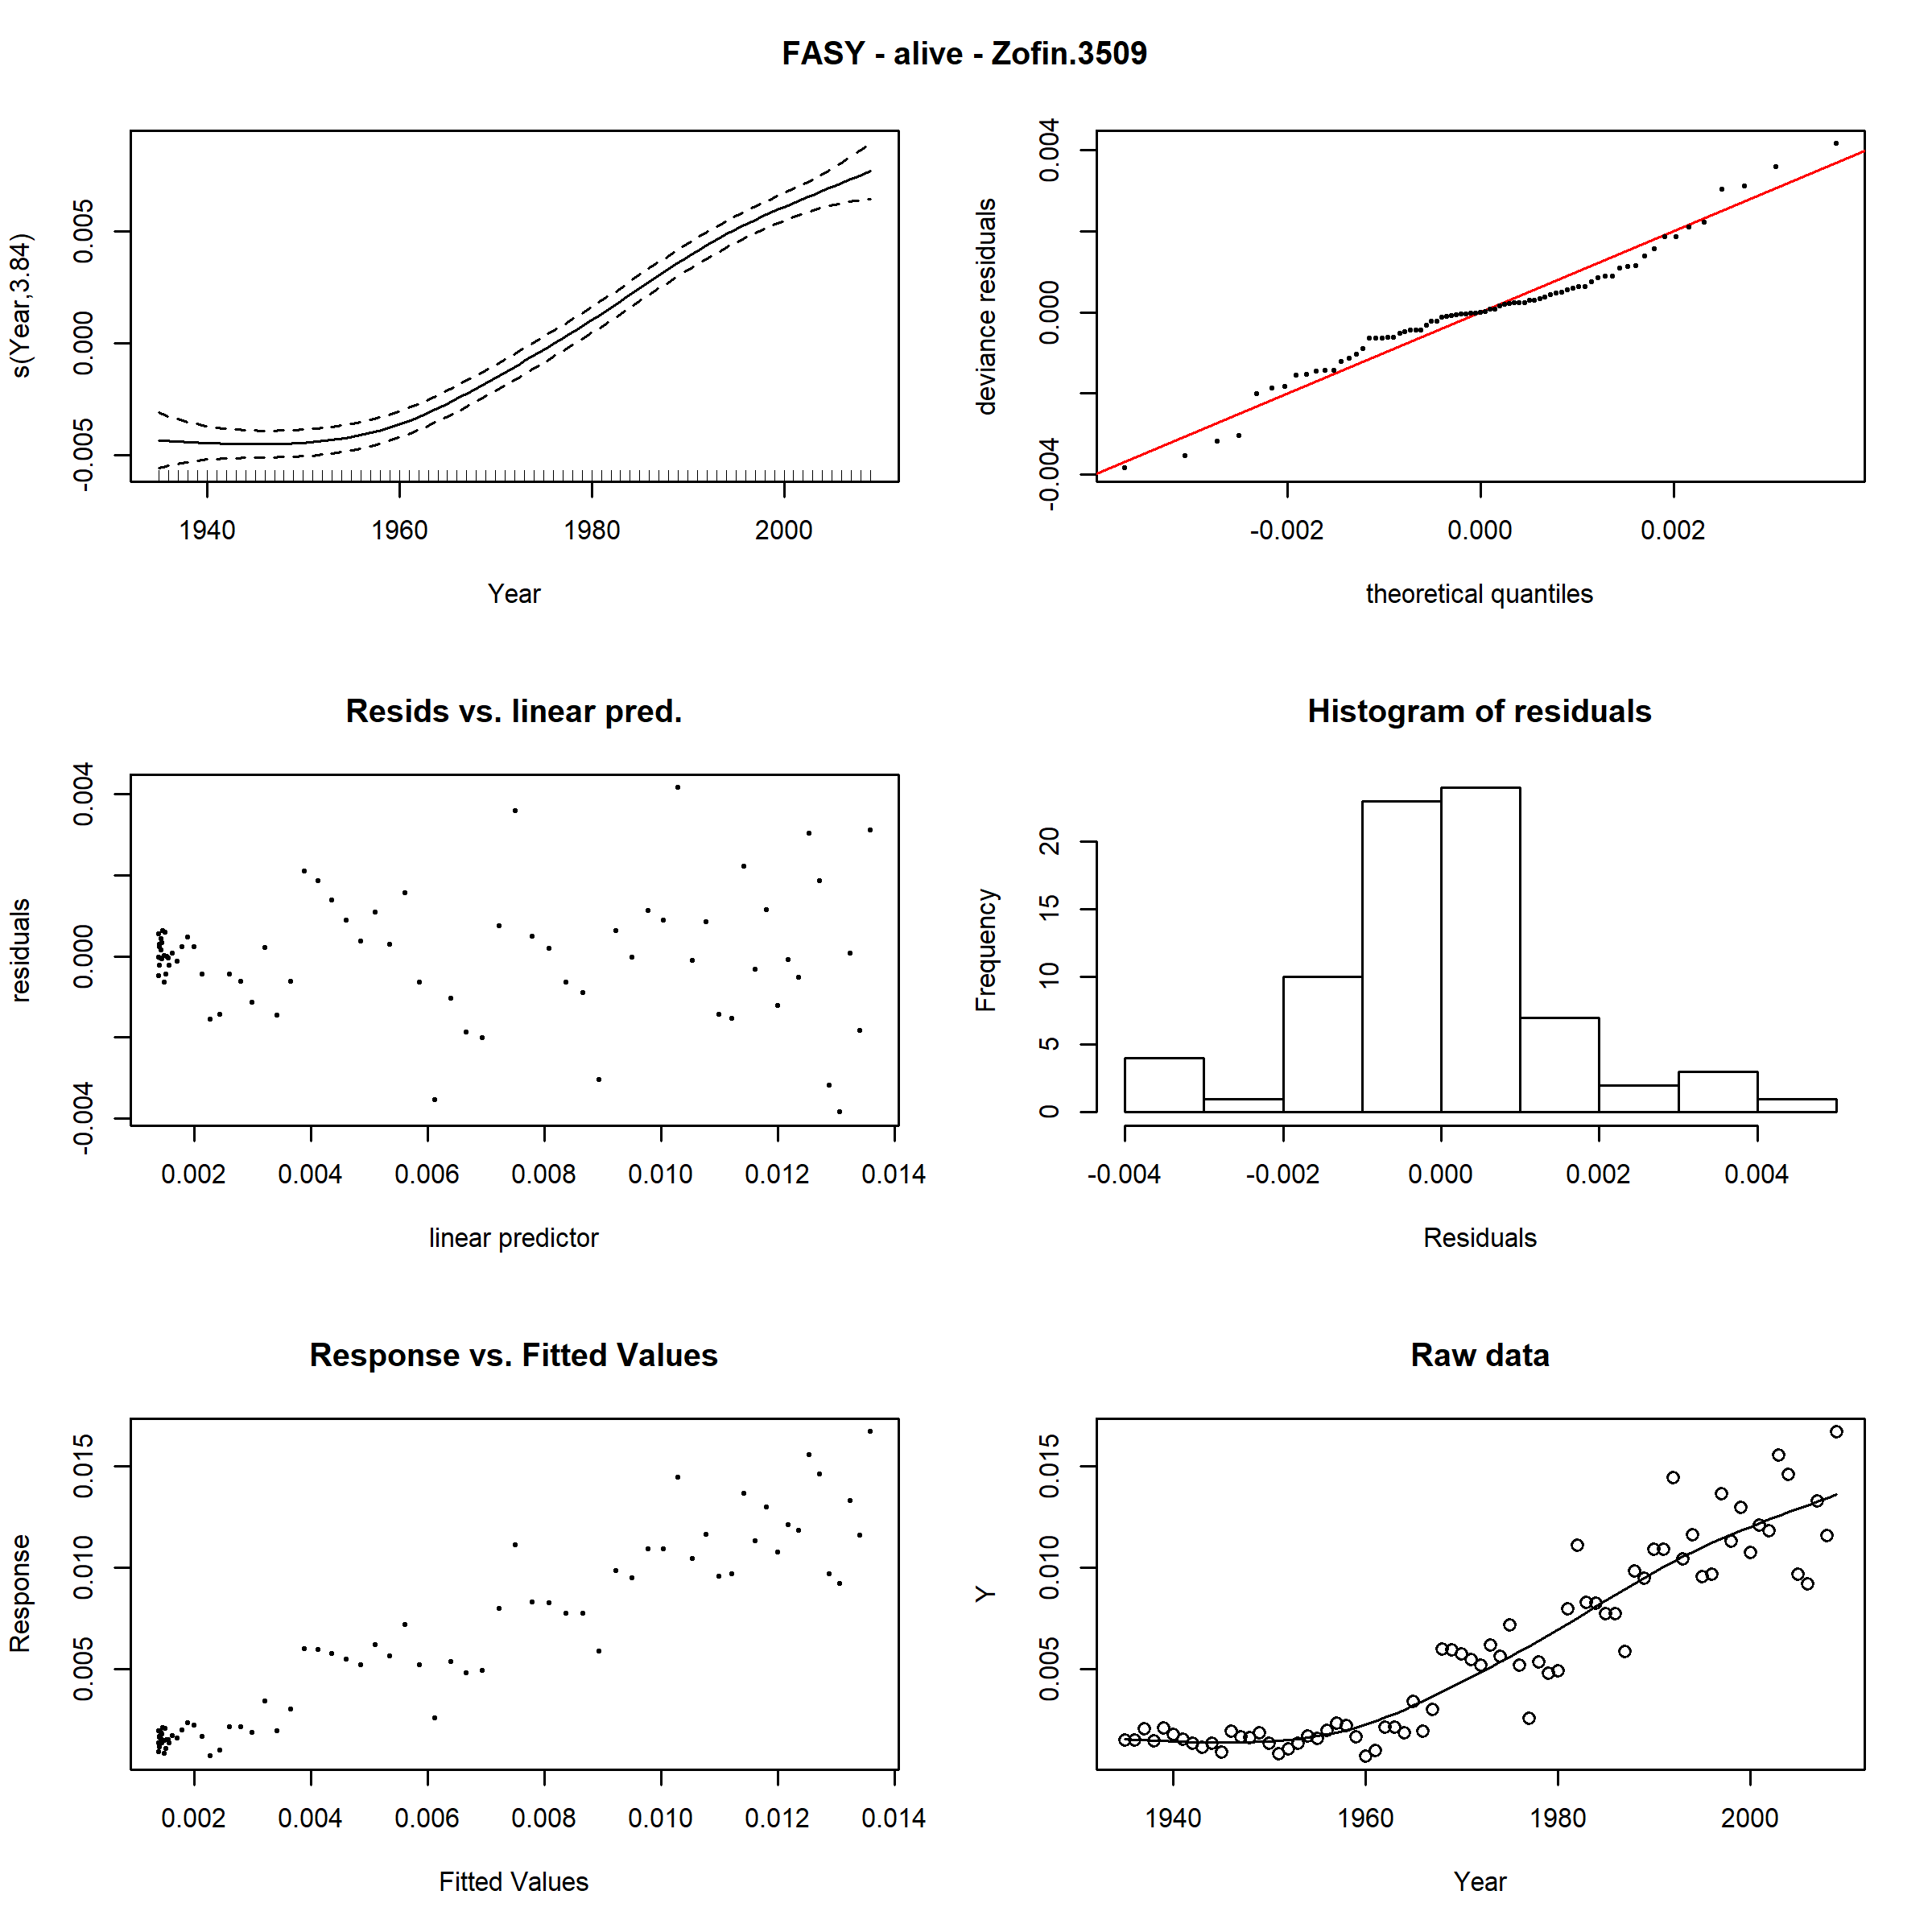 FASY - alive - Zofin.3509
s(Year,3.84)
-0.005 0.000 0.005
1940 1960 1980 2000
Year
deviance residuals
-0.004 0.000 0.004
-0.002 0.000 0.002
theoretical quantiles
Resids vs. linear pred.
residuals
-0.004 0.000 0.004
0.002 0.004 0.006 0.008 0.010 0.012 0.014
linear predictor
Histogram of residuals
Frequency
0 5 10 15 20
-0.004 -0.002 0.000 0.002 0.004
Residuals
Response vs. Fitted Values
Response
0.005 0.010 0.015
0.002 0.004 0.006 0.008 0.010 0.012 0.014
Fitted Values
Raw data
Y
0.005 0.010 0.015
1940 1960 1980 2000
Year